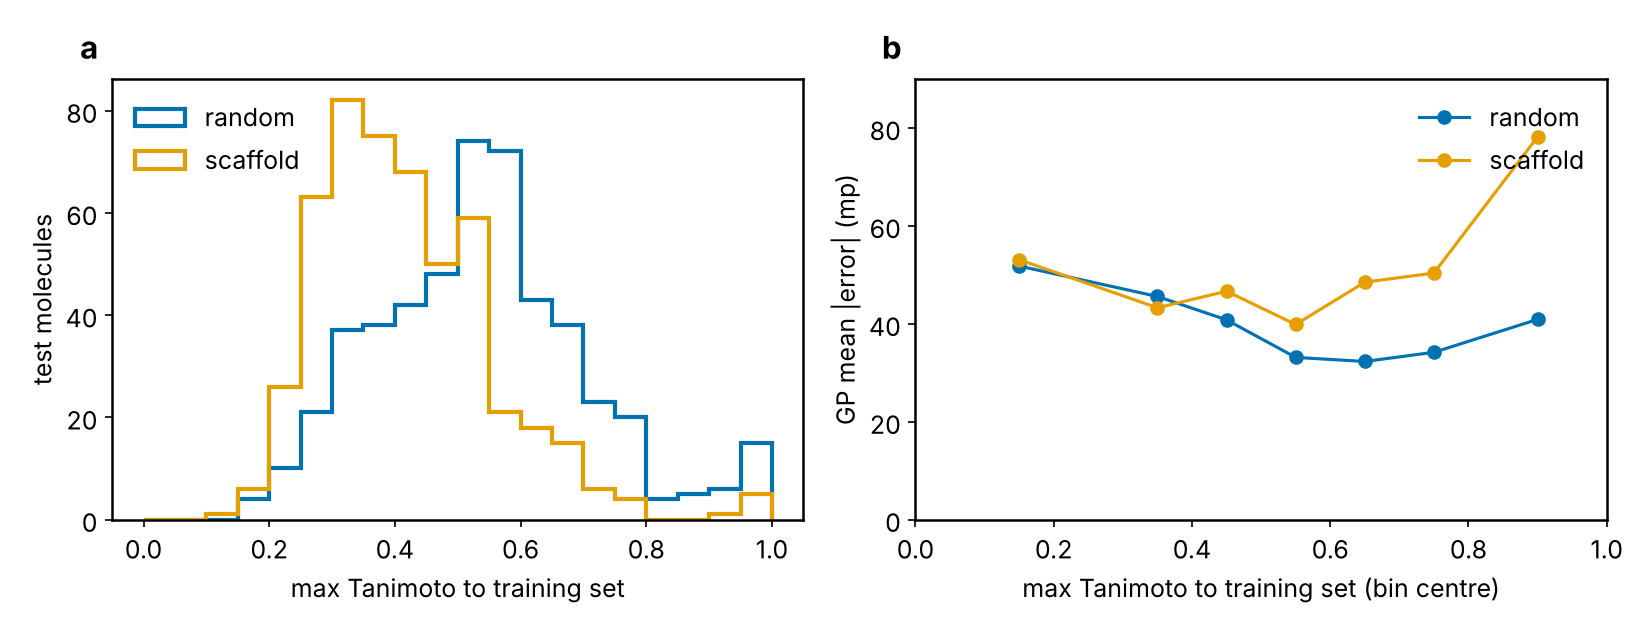 a
random
scaffold
80
60
40
20
0
test molecules
0.0 0.2 0.4 0.6 0.8 1.0
max Tanimoto to training set
b
random
scaffold
80
60
40
20
0
GP mean |error| (mp)
0.0 0.2 0.4 0.6 0.8 1.0
max Tanimoto to training set (bin centre)